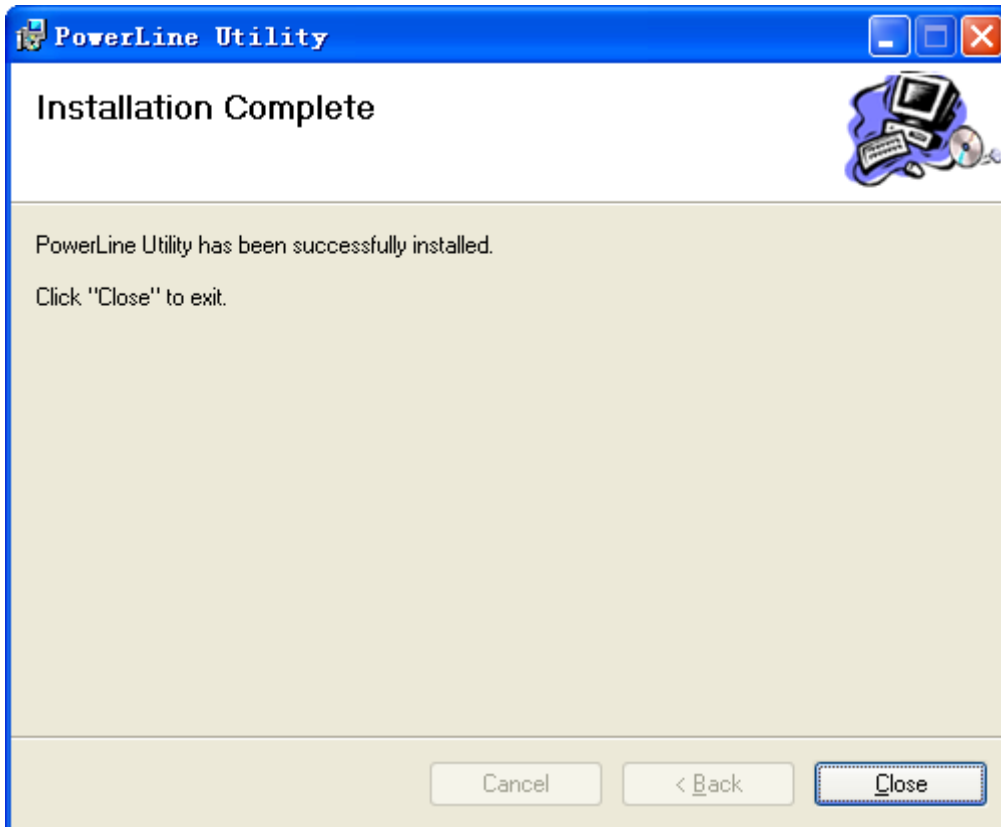 PowerLine Utility
Installation Complete
PowerLine Utility has been successfully installed.
Click "Close" to exit.
Cancel
< Back
Close